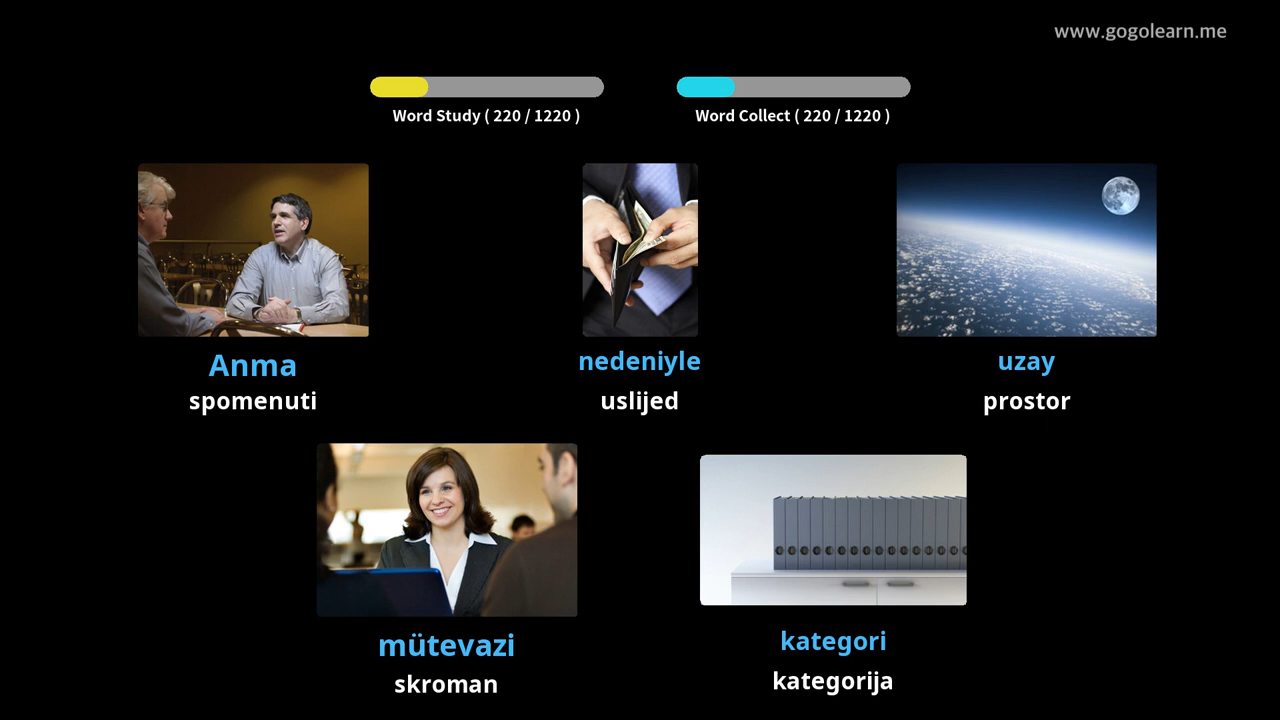 www.gogolearn.me
Word Study ( 220 / 1220 )
Word Collect ( 220 / 1220 )
Anma
spomenuti
nedeniyle
uslijed
uzay
prostor
mütevazi
skroman
kategori
kategorija